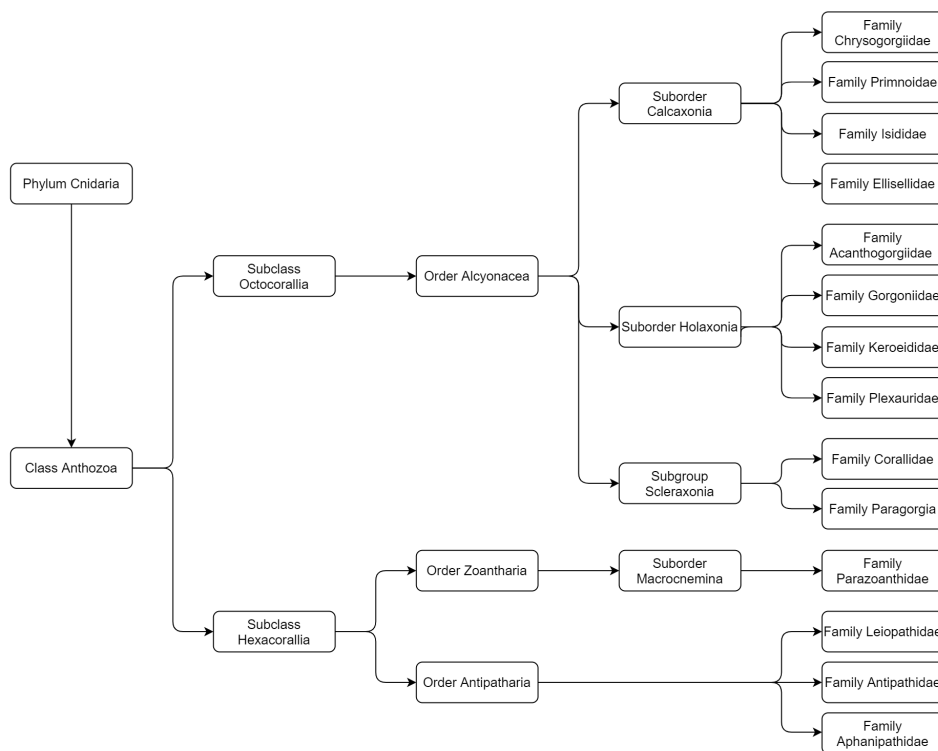 Phylum Cnidaria
Class Anthozoa
Subclass
Octocorallia
Subclass
Hexacorallia
Order Alcyonacea
Order Zoantharia
Order Antipatharia
Suborder
Calcaxonia
Suborder Holaxonia
Subgroup
Scleraxonia
Suborder
Macrocnemina
Family
Chrysogorgiidae
Family Primnoidae
Family Isididae
Family Ellisellidae
Family
Acanthogorgiidae
Family Gorgoniidae
Family Keroeididae
Family Plexauridae
Family Corallidae
Family Paragorgia
Family
Parazoanthidae
Family Leiopathidae
Family Antipathidae
Family
Aphanipathidae